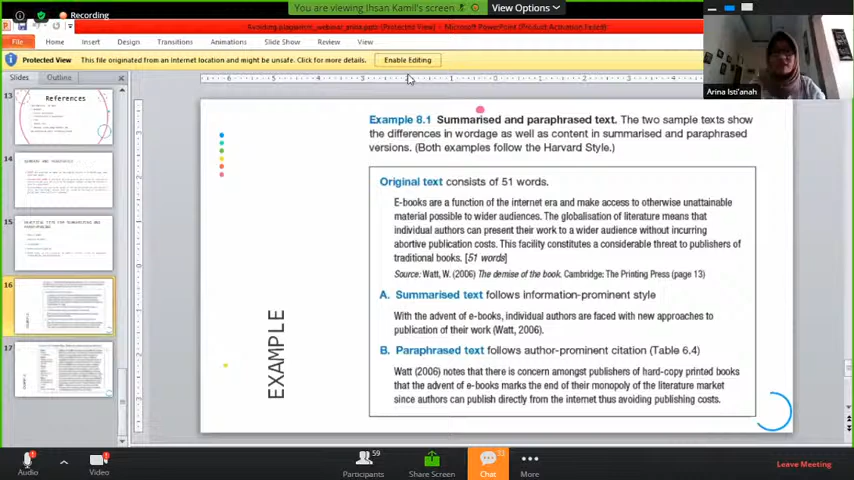 You are viewing Ihsan Kamil's screen
View Options
Recording
Avoiding plagiarism_webinar arina.pptx [Protected View] - Microsoft PowerPoint (Product Activation Failed)
File
Home
Insert
Design
Transitions
Animations
Slide Show
Review
View
Protected View
This file originated from an internet location and might be unsafe. Click for more details.
Enable Editing
Arina Isti'anah
Slides
Outline
13
References
14
15
16
17
EXAMPLE
Example 8.1 Summarised and paraphrased text. The two sample texts show
the differences in wordage as well as content in summarised and paraphrased
versions. (Both examples follow the Harvard Style.)
Original text consists of 51 words.
E-books are a function of the internet era and make access to otherwise unattainable
material possible to wider audiences. The globalisation of literature means that
individual authors can present their work to a wider audience without incurring
abortive publication costs. This facility constitutes a considerable threat to publishers of
traditional books. [51 words]
Source: Watt, W. (2006) The demise of the book. Cambridge: The Printing Press (page 13)
A. Summarised text follows information-prominent style
With the advent of e-books, individual authors are faced with new approaches to
publication of their work (Watt, 2006).
B. Paraphrased text follows author-prominent citation (Table 6.4)
Watt (2006) notes that there is concern amongst publishers of hard-copy printed books
that the advent of e-books marks the end of their monopoly of the literature market
since authors can publish directly from the internet thus avoiding publishing costs.
Audio
Video
59
Participants
Share Screen
Chat
More
Leave Meeting